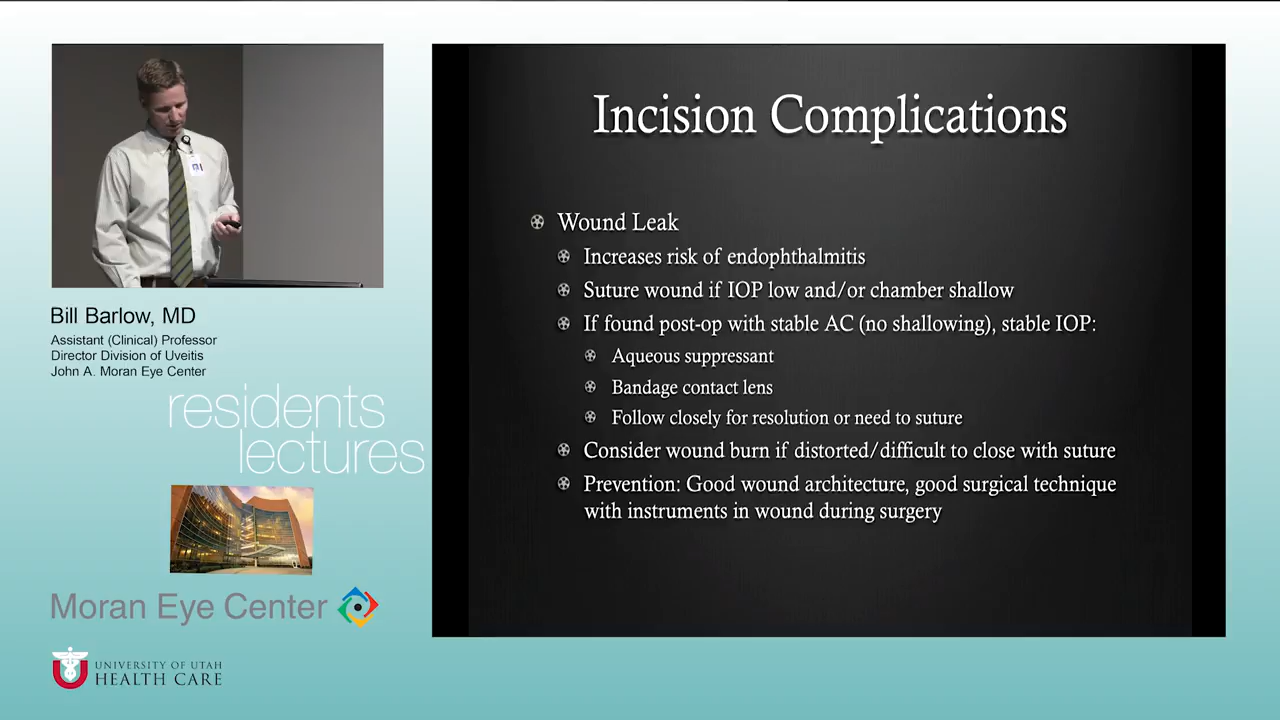 Incision Complications
Wound Leak
Increases risk of endophthalmitis
Suture wound if IOP low and/or chamber shallow
If found post-op with stable AC (no shallowing), stable IOP:
Aqueous suppressant
Bandage contact lens
Follow closely for resolution or need to suture
Consider wound burn if distorted/difficult to close with suture
Prevention: Good wound architecture, good surgical technique
with instruments in wound during surgery
Bill Barlow, MD
Assistant (Clinical) Professor
Director Division of Uveitis
John A. Moran Eye Center
residents
lectures
Moran Eye Center
UNIVERSITY OF UTAH
HEALTH CARE